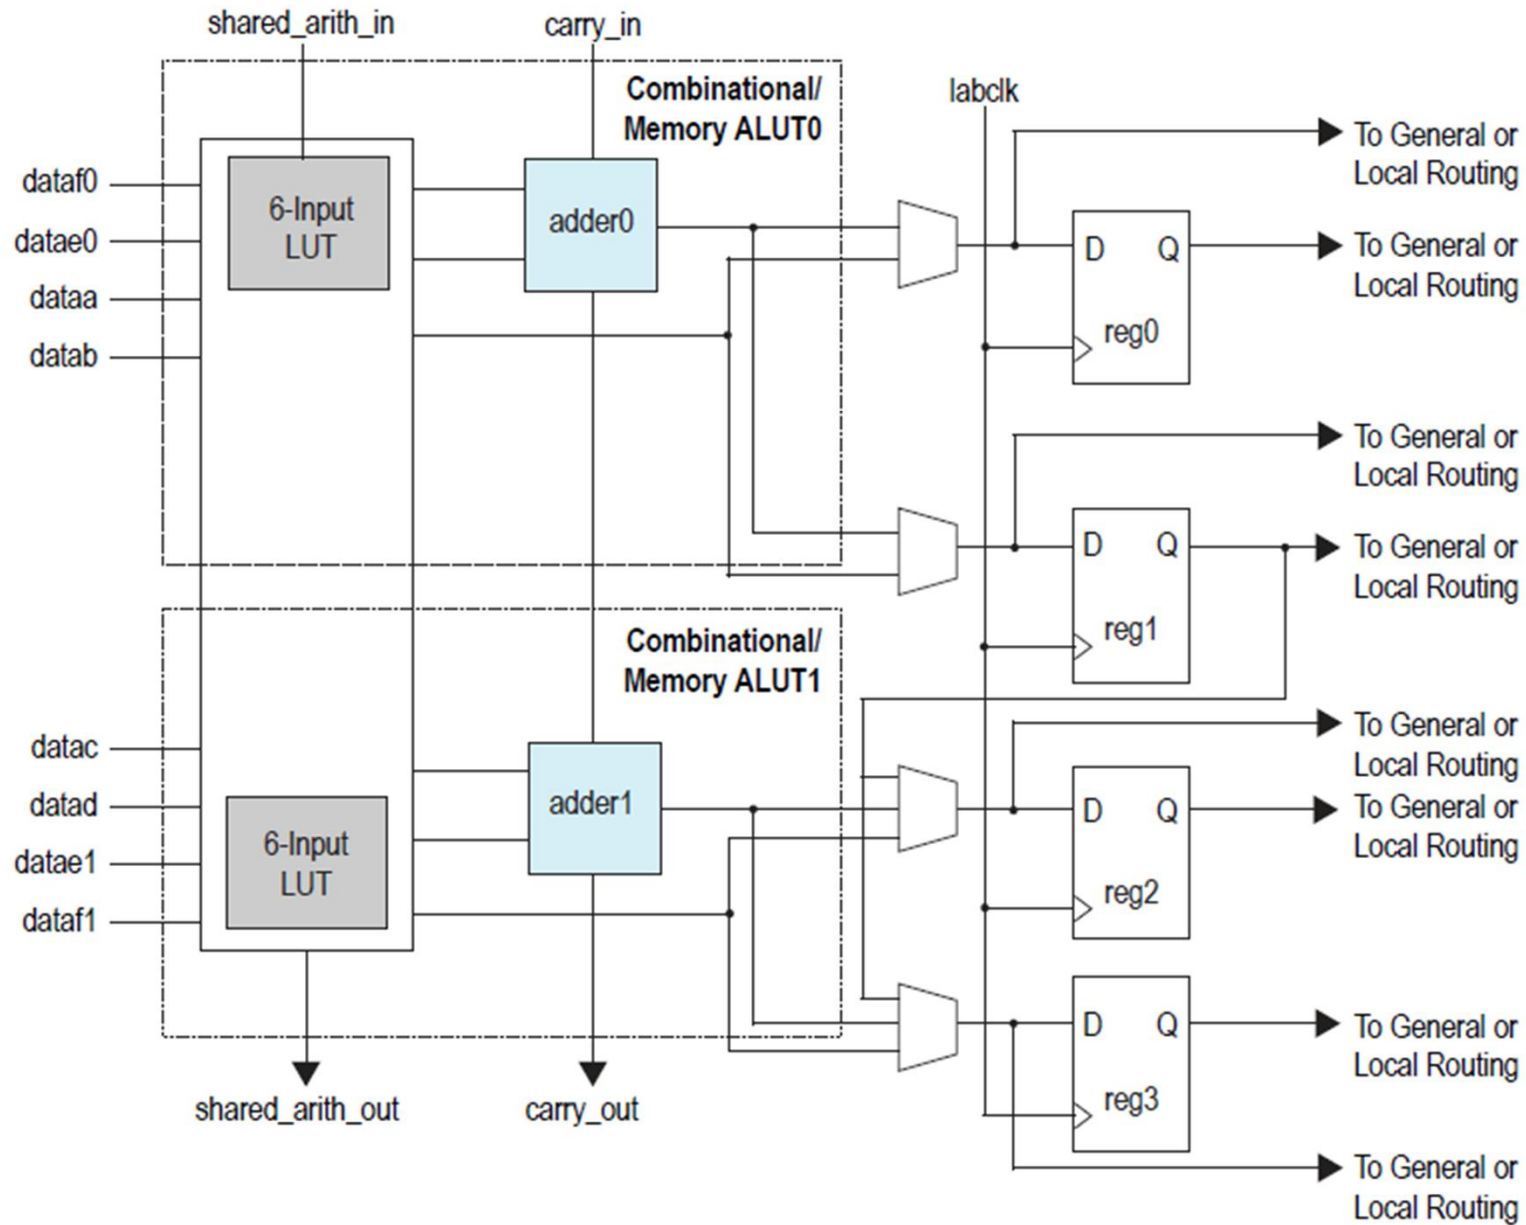 shared_arith_in
carry_in
Combinational/
Memory ALUT0
labclk
To General or
Local Routing
dataf0
datae0
dataa
datab
6-Input
LUT
adder0
D
Q
reg0
To General or
Local Routing
To General or
Local Routing
D
Q
reg1
To General or
Local Routing
Combinational/
Memory ALUT1
datac
datad
datae1
dataf1
6-Input
LUT
adder1
To General or
Local Routing
D
Q
reg2
To General or
Local Routing
D
Q
reg3
To General or
Local Routing
shared_arith_out
carry_out
To General or
Local Routing